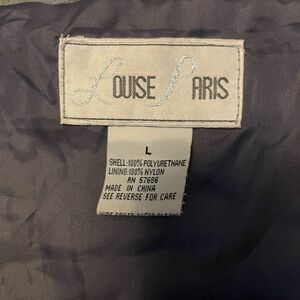 LOUISE PARIS
L
SHELL:100% POLYURETHANE
LINING:100% NYLON
RN 57686
MADE IN CHINA
SEE REVERSE FOR CARE